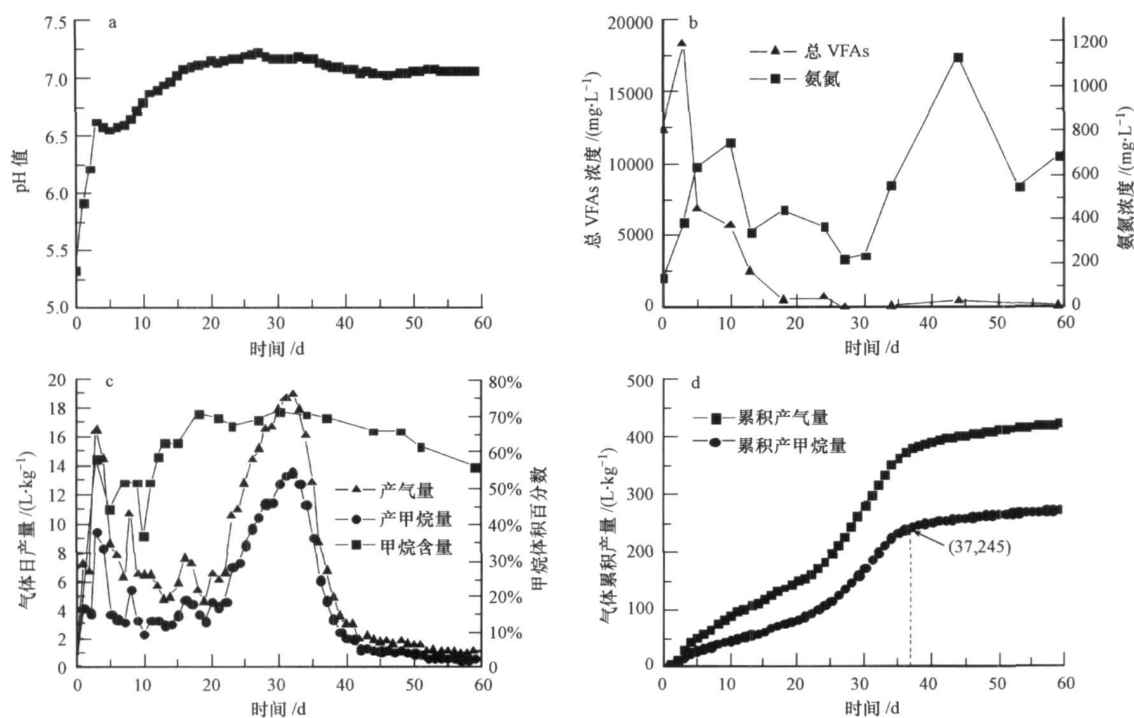 a
7.5
7.0
6.5
6.0
5.5
5.0
pH 值
0 10 20 30 40 50 60
时间 /d
b
20000
17500
15000
10000
5000
2500
0
总 VFAs 浓度 /(mg·L⁻¹)
总 VFAs
氨氮
1200
1000
800
600
400
200
0
氨氮浓度 /(mg·L⁻¹)
0 10 20 30 40 50 60
时间 /d
c
20
18
16
14
12
10
8
6
4
2
0
气体日产量 /(L·kg⁻¹)
产气量
产甲烷量
甲烷含量
80%
70%
60%
50%
40%
30%
20%
10%
0%
甲烷体积百分数
0 10 20 30 40 50 60
时间 /d
d
500
400
300
200
100
0
气体累积产量 /(L·kg⁻¹)
累积产气量
累积产甲烷量
(37,245)
0 10 20 30 40 50 60
时间 /d